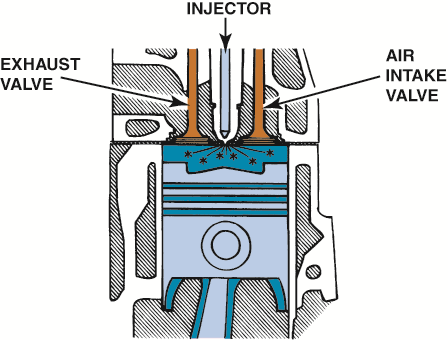 INJECTOR
EXHAUST
VALVE
AIR
INTAKE
VALVE